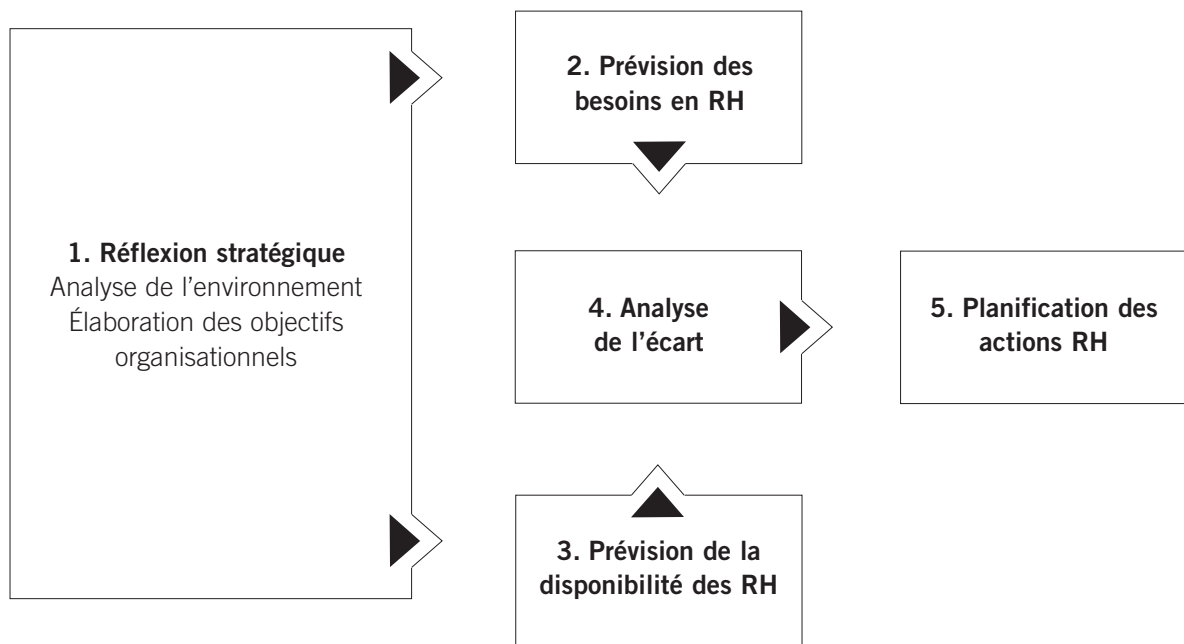 1. Réflexion stratégique
Analyse de l'environnement
Élaboration des objectifs
organisationnels
2. Prévision des
besoins en RH
3. Prévision de la
disponibilité des RH
4. Analyse
de l'écart
5. Planification des
actions RH